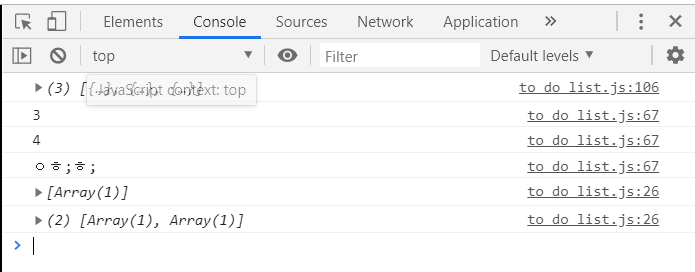 Elements Console Sources Network Application »
top ▼ Filter Default levels ▼
▶(3) [{…}, {…}, {…}] to do list.js:106
JavaScript context: top
3 to do list.js:67
4 to do list.js:67
ㅇㅎ;ㅎ; to do list.js:67
▶[Array(1)] to do list.js:26
▶(2) [Array(1), Array(1)] to do list.js:26
>